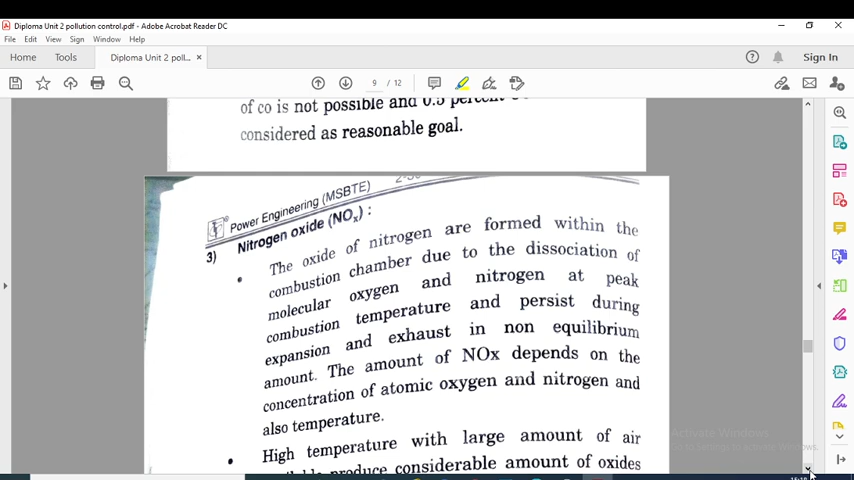 Diploma Unit 2 pollution control.pdf - Adobe Acrobat Reader DC
File Edit View Sign Window Help
Home Tools Diploma Unit 2 poll... × Sign In
9 / 12
of co is not possible and 0.5 percent
considered as reasonable goal.
Power Engineering (MSBTE)
3) Nitrogen oxide (NOx) :
• The oxide of nitrogen are formed within the
combustion chamber due to the dissociation of
molecular oxygen and nitrogen at peak
combustion temperature and persist during
expansion and exhaust in non equilibrium
amount. The amount of NOx depends on the
concentration of atomic oxygen and nitrogen and
also temperature.
• High temperature with large amount of air
produce considerable amount of oxides
Activate Windows